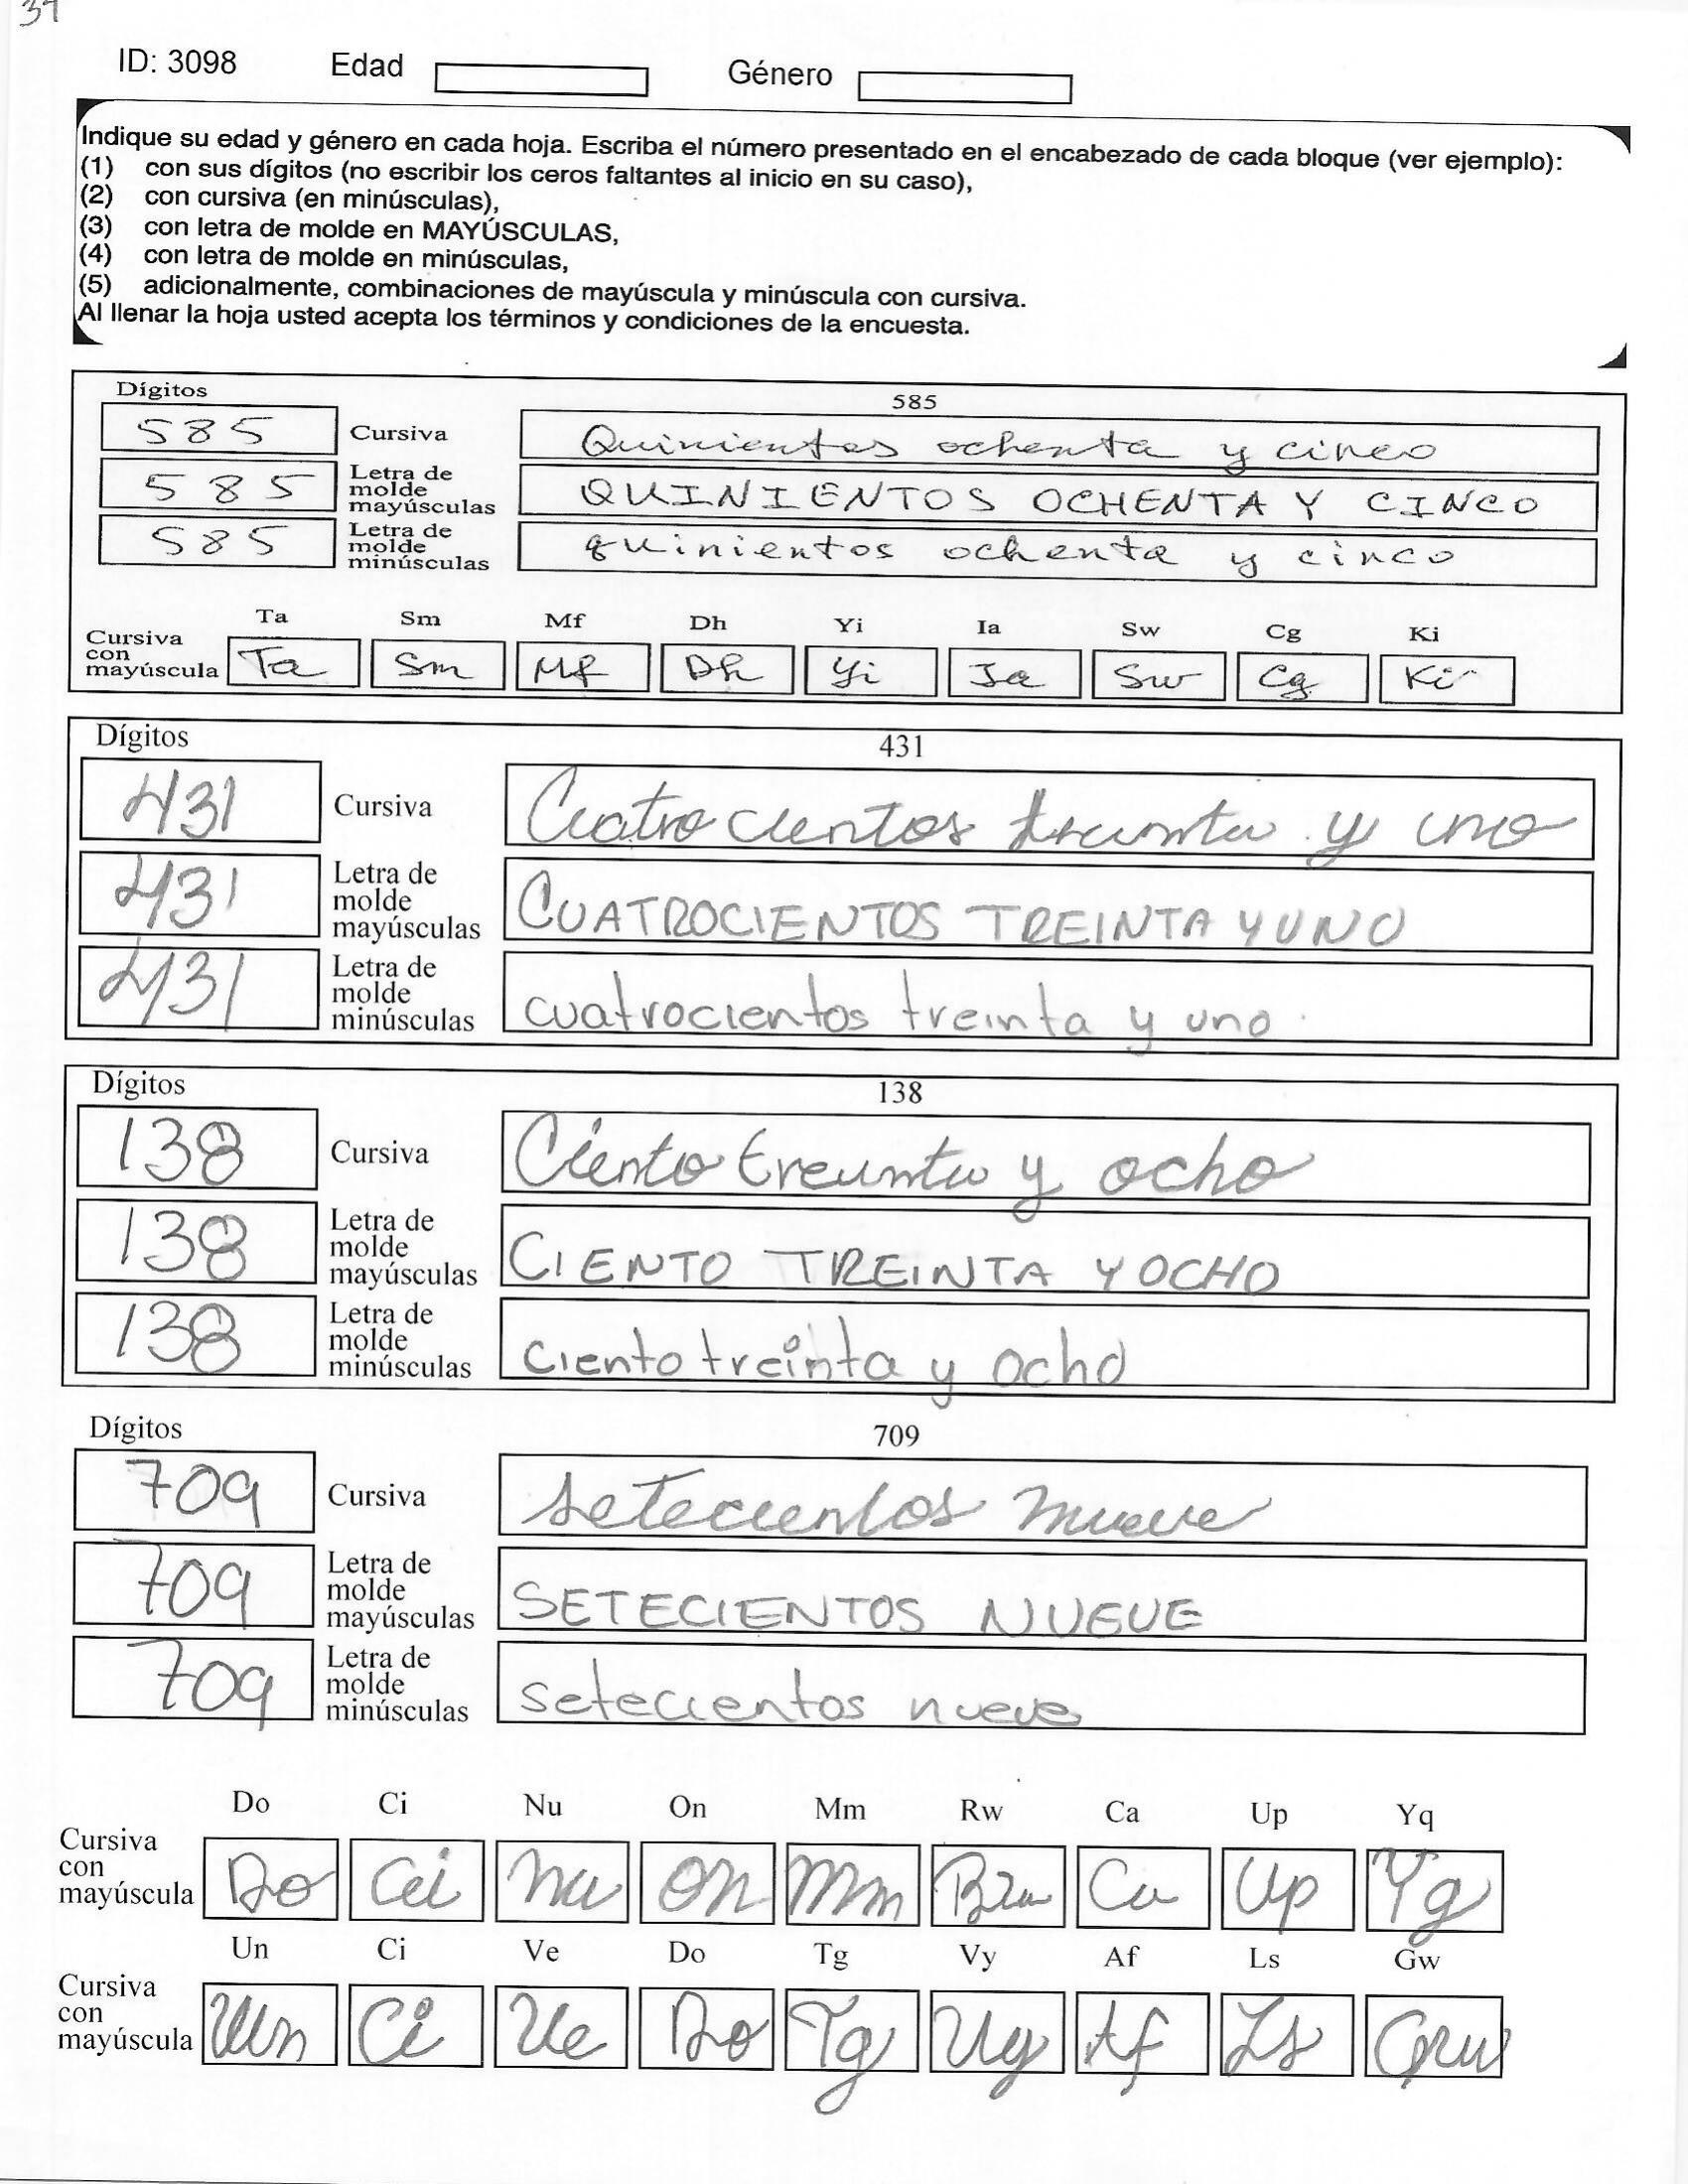 ID: 3098 Edad Género
Indique su edad y género en cada hoja. Escriba el número presentado en el encabezado de cada bloque (ver ejemplo):
(1) con sus dígitos (no escribir los ceros faltantes al inicio en su caso),
(2) con cursiva (en minúsculas),
(3) con letra de molde en MAYÚSCULAS,
(4) con letra de molde en minúsculas,
(5) adicionalmente, combinaciones de mayúscula y minúscula con cursiva.
Al llenar la hoja usted acepta los términos y condiciones de la encuesta.
Dígitos 585
585 Cursiva Quinientos ochenta y cinco
585 Letra de molde mayúsculas QUINIENTOS OCHENTA Y CINCO
585 Letra de molde minúsculas quinientos ochenta y cinco
Ta Sm Mf Dh Yi Ia Sw Cg Ki
Cursiva con mayúscula Ta Sm Mf Dh Yi Ia Sw Cg Ki
Dígitos 431
431 Cursiva Cuatrocientos treinta y uno
431 Letra de molde mayúsculas CUATROCIENTOS TREINTA Y UNO
431 Letra de molde minúsculas cuatrocientos treinta y uno
Dígitos 138
138 Cursiva Ciento treinta y ocho
138 Letra de molde mayúsculas CIENTO TREINTA Y OCHO
138 Letra de molde minúsculas ciento treinta y ocho
Dígitos 709
709 Cursiva setecientos nueve
709 Letra de molde mayúsculas SETECIENTOS NUEVE
709 Letra de molde minúsculas setecientos nueve
Do Ci Nu On Mm Rw Ca Up Yq
Cursiva con mayúscula Do Ci Nu On Mm Rw Ca Up Yq
Un Ci Ve Do Tg Vy Af Ls Gw
Cursiva con mayúscula Un Ci Ve Do Tg Vy Af Ls Gw